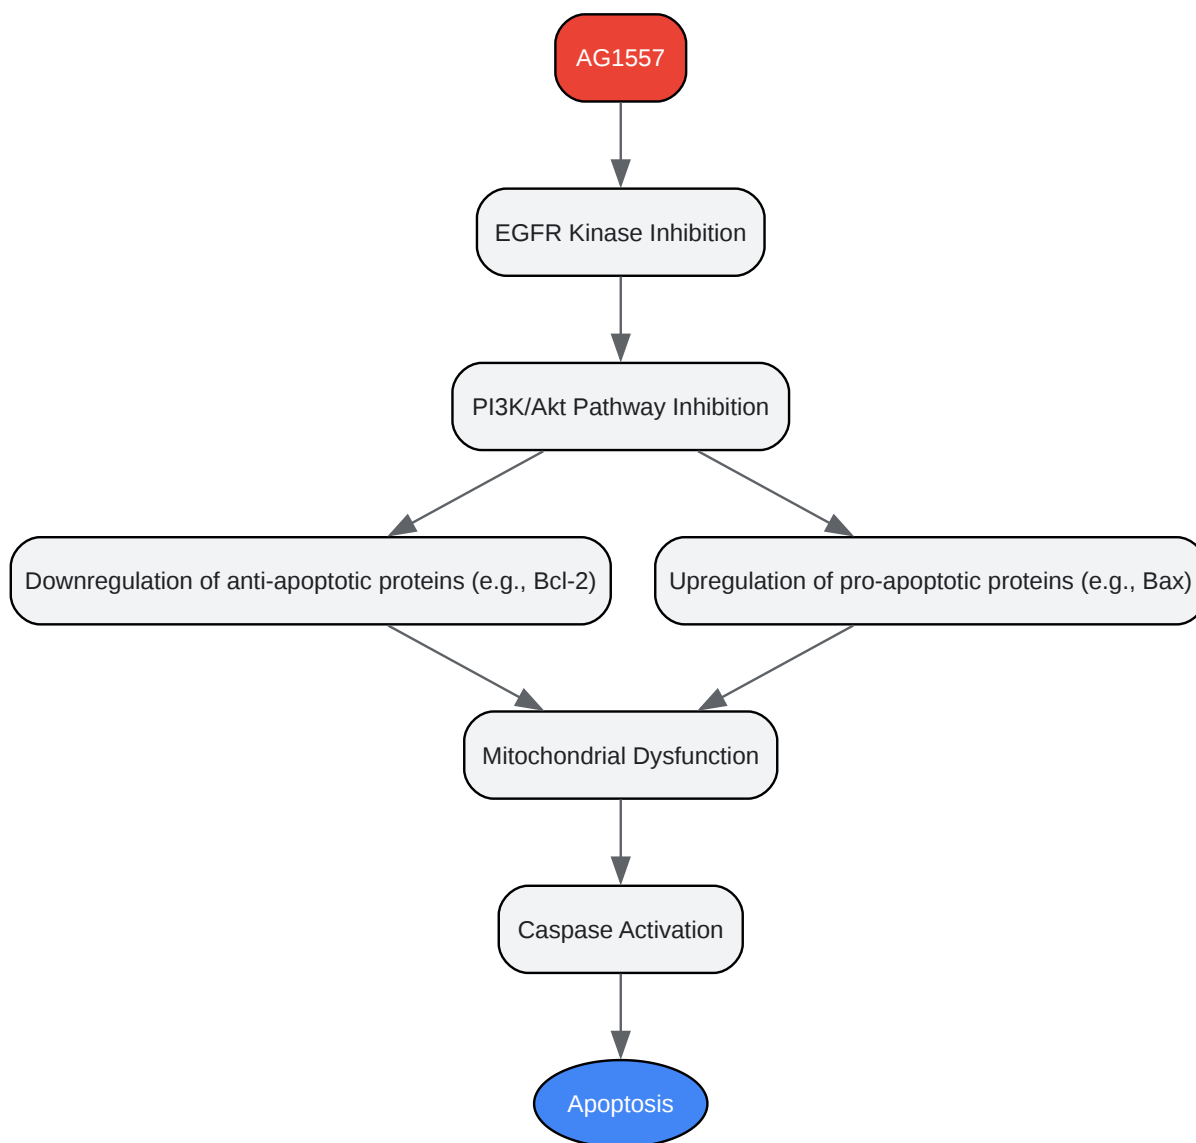 AG1557
EGFR Kinase Inhibition
PI3K/Akt Pathway Inhibition
Downregulation of anti-apoptotic proteins (e.g., Bcl-2)
Upregulation of pro-apoptotic proteins (e.g., Bax)
Mitochondrial Dysfunction
Caspase Activation
Apoptosis